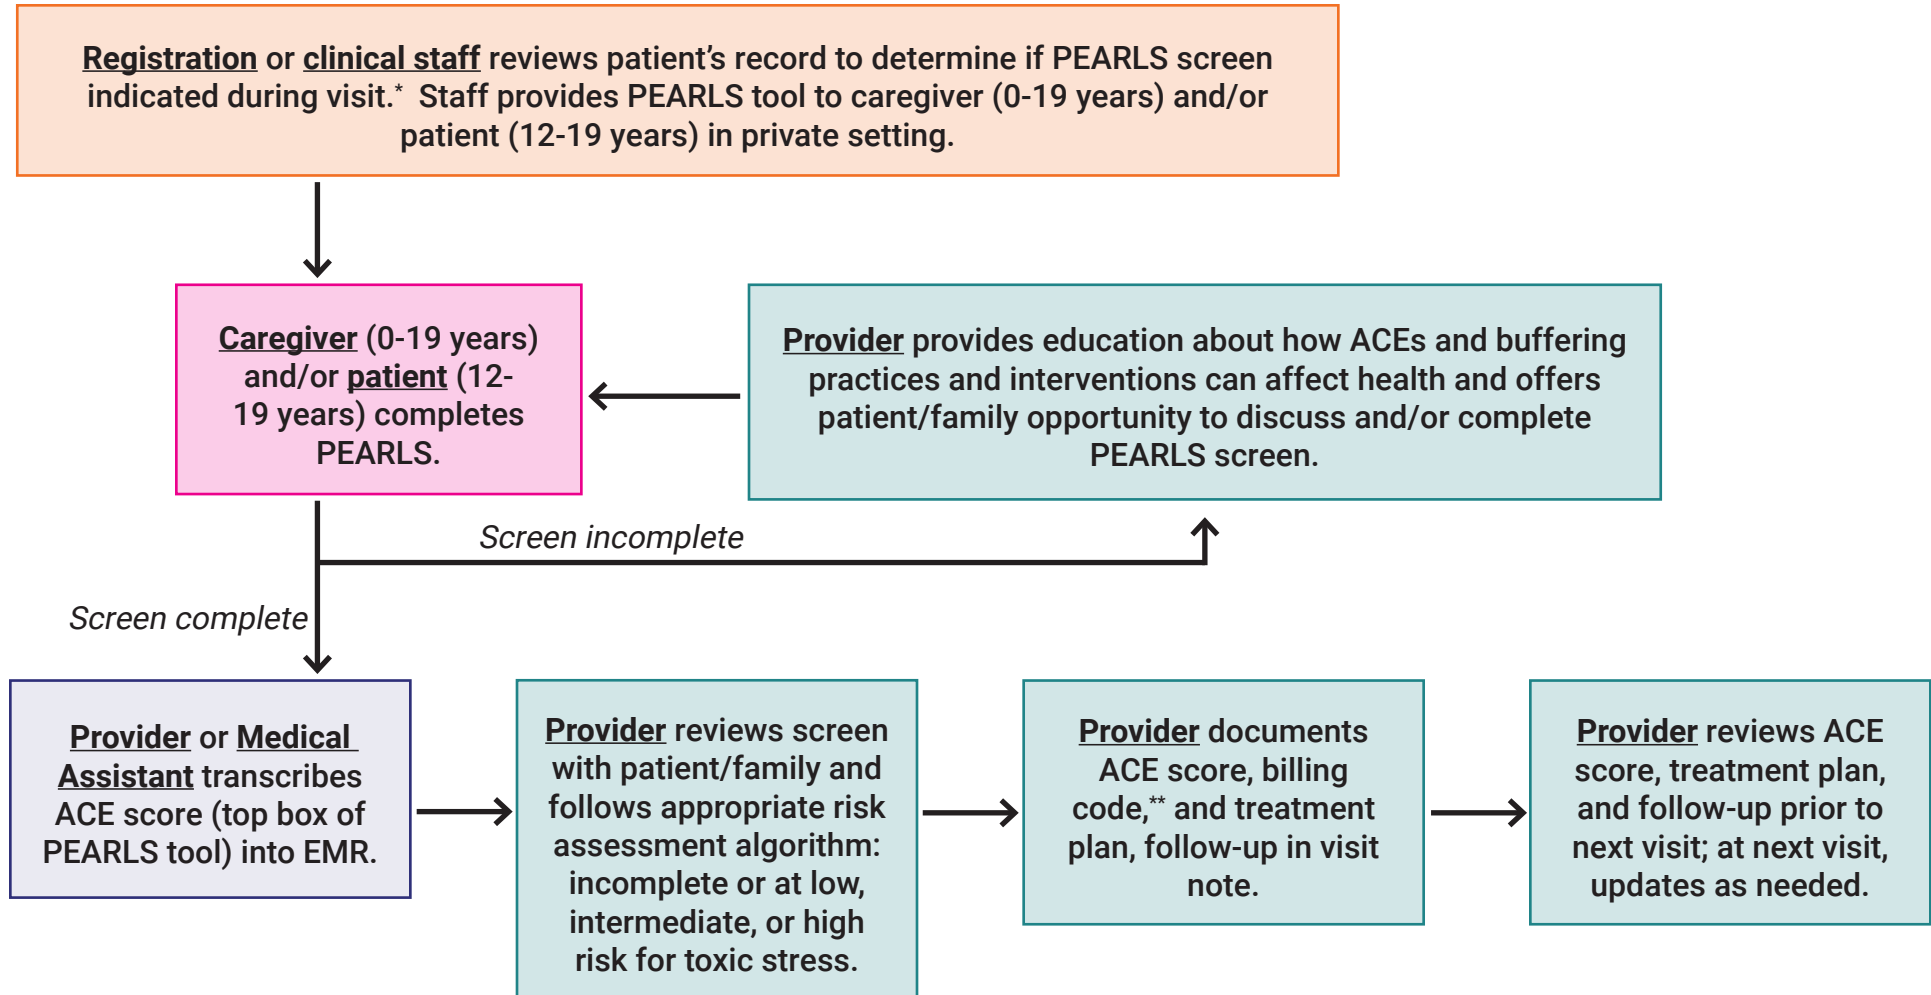 Registration or clinical staff reviews patient's record to determine if PEARLS screen
indicated during visit.* Staff provides PEARLS tool to caregiver (0-19 years) and/or
patient (12-19 years) in private setting.
Caregiver (0-19 years)
and/or patient (12-
19 years) completes
PEARLS.
Provider provides education about how ACEs and buffering
practices and interventions can affect health and offers
patient/family opportunity to discuss and/or complete
PEARLS screen.
Screen incomplete
Screen complete
Provider or Medical
Assistant transcribes
ACE score (top box of
PEARLS tool) into EMR.
Provider reviews screen
with patient/family and
follows appropriate risk
assessment algorithm:
incomplete or at low,
intermediate, or high
risk for toxic stress.
Provider documents
ACE score, billing
code,** and treatment
plan, follow-up in visit
note.
Provider reviews ACE
score, treatment plan,
and follow-up prior to
next visit; at next visit,
updates as needed.